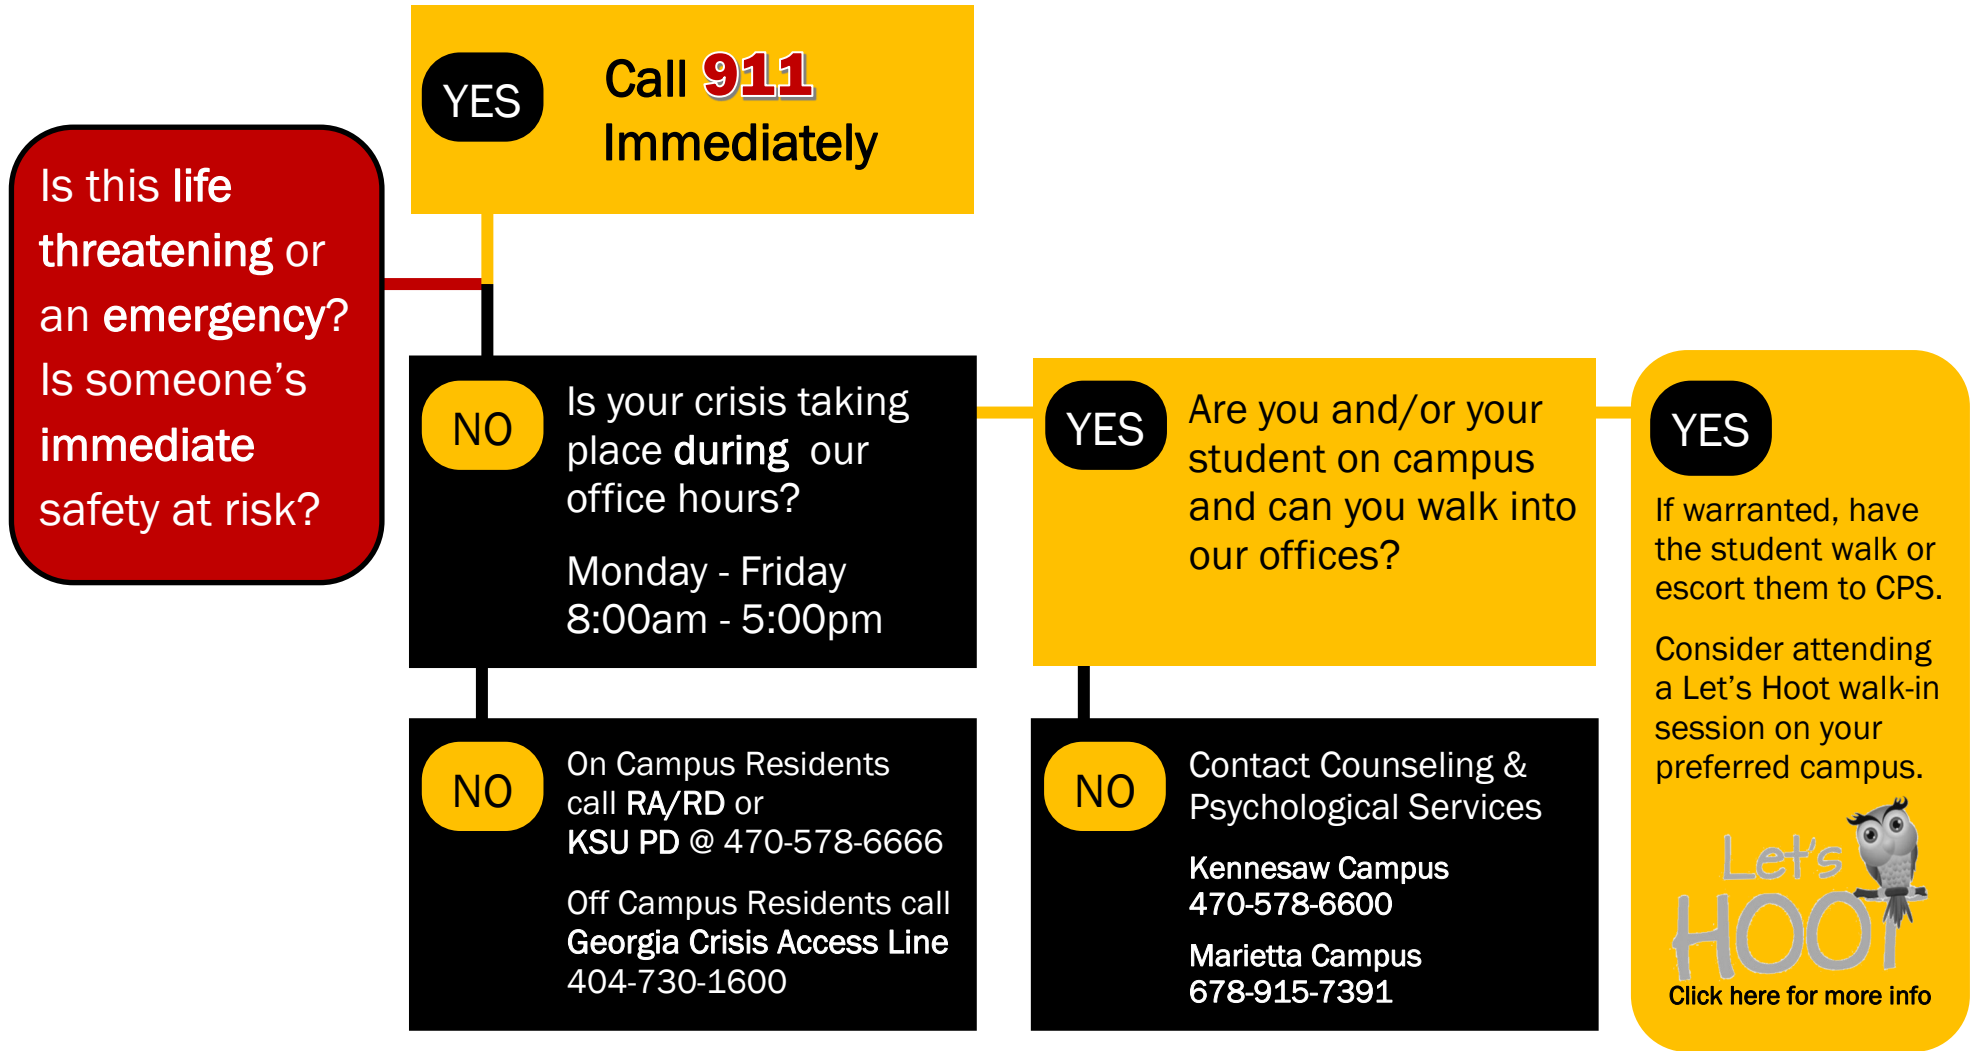 Is this life
threatening or
an emergency?
Is someone's
immediate
safety at risk?
YES
Call 911
Immediately
NO
Is your crisis taking
place during our
office hours?
Monday - Friday
8:00am - 5:00pm
YES
Are you and/or your
student on campus
and can you walk into
our offices?
YES
If warranted, have
the student walk or
escort them to CPS.
Consider attending
a Let's Hoot walk-in
session on your
preferred campus.
Let's
HOOT
Click here for more info
NO
On Campus Residents
call RA/RD or
KSU PD @ 470-578-6666
Off Campus Residents call
Georgia Crisis Access Line
404-730-1600
NO
Contact Counseling &
Psychological Services
Kennesaw Campus
470-578-6600
Marietta Campus
678-915-7391